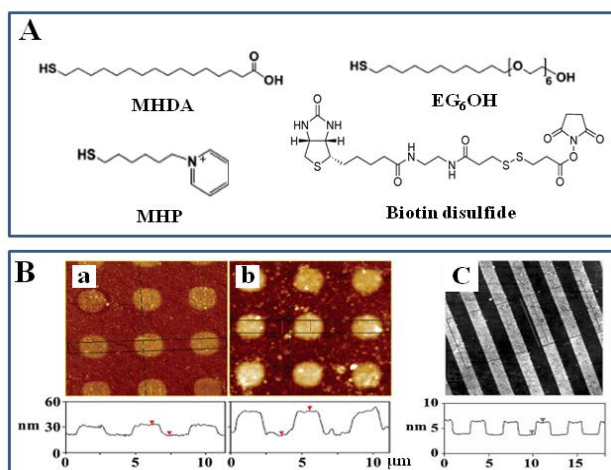 A
HS
O
OH
MHDA
HS
O
6
OH
EG6OH
HS
N+
MHP
O
HN
NH
H
H
S
O
N
H
H
N
O
S
S
O
O
N
O
O
Biotin disulfide
B
a
b
C
60
nm 30
0
0 5 10
0 5 10 um
10
nm 5
0
0 5 10 15